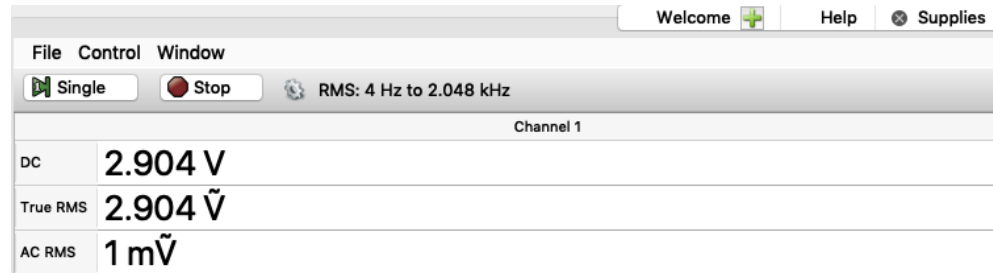 Welcome Help Supplies
File Control Window
Single Stop RMS: 4 Hz to 2.048 kHz
Channel 1
DC 2.904 V
True RMS 2.904 Ṽ
AC RMS 1 mṼ